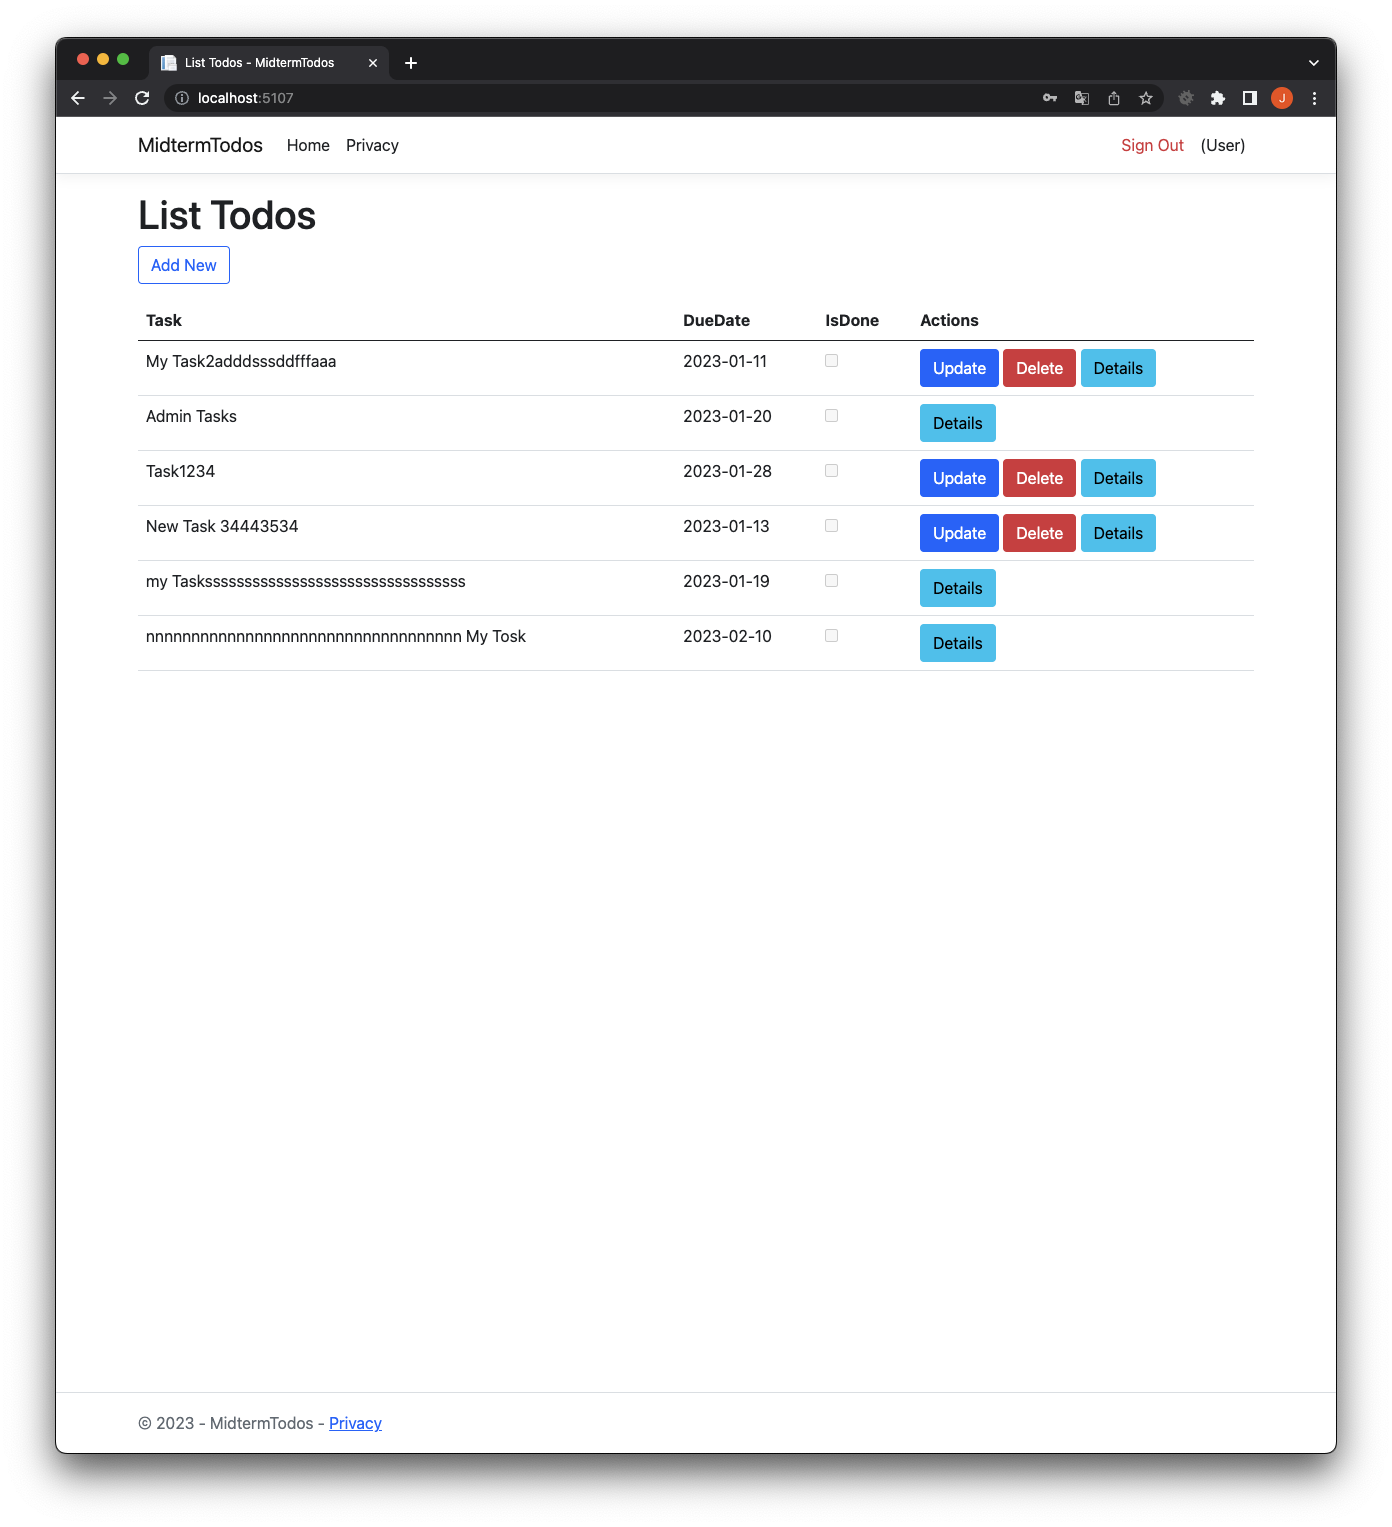 List Todos - MidtermTodos
localhost:5107
J
MidtermTodos Home Privacy Sign Out (User)
List Todos
Add New
Task DueDate IsDone Actions
My Task2adddsssddfffaaa 2023-01-11 Update Delete Details
Admin Tasks 2023-01-20 Details
Task1234 2023-01-28 Update Delete Details
New Task 34443534 2023-01-13 Update Delete Details
my Taskssssssssssssssssssssssssssssssssss 2023-01-19 Details
nnnnnnnnnnnnnnnnnnnnnnnnnnnnnnnnnnn My Tosk 2023-02-10 Details
© 2023 - MidtermTodos - Privacy